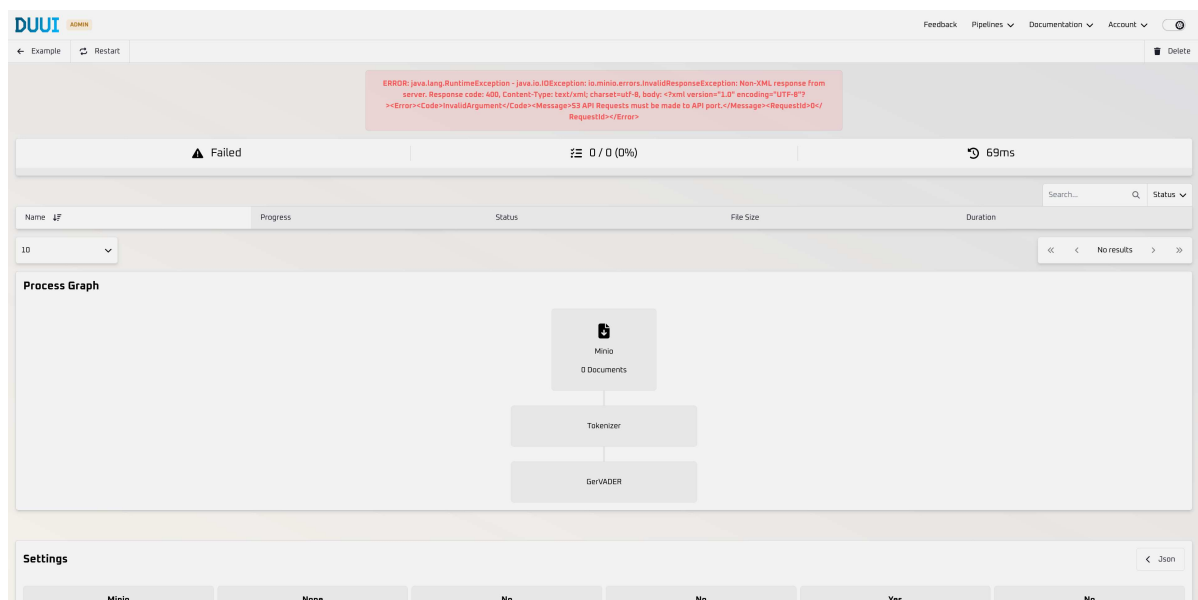 DUUI ADMIN Feedback Pipelines Documentation Account
Example Restart Delete
ERROR: java.lang.RuntimeException - java.io.IOException: io.minio.errors.InvalidResponseException: Non-XML response from
server. Response code: 400, Content-Type: text/xml; charset=utf-8, body: <?xml version="1.0" encoding="UTF-8"?
><Error><Code>InvalidArgument</Code><Message>S3 API Requests must be made to API port.</Message><RequestId>0</
RequestId></Error>
Failed 0 / 0 (0%) 69ms
Search... Status
Name Progress Status File Size Duration
10 No results
Process Graph
Minio
0 Documents
Tokenizer
GerVADER
Settings Json
Minio None No No Yes No